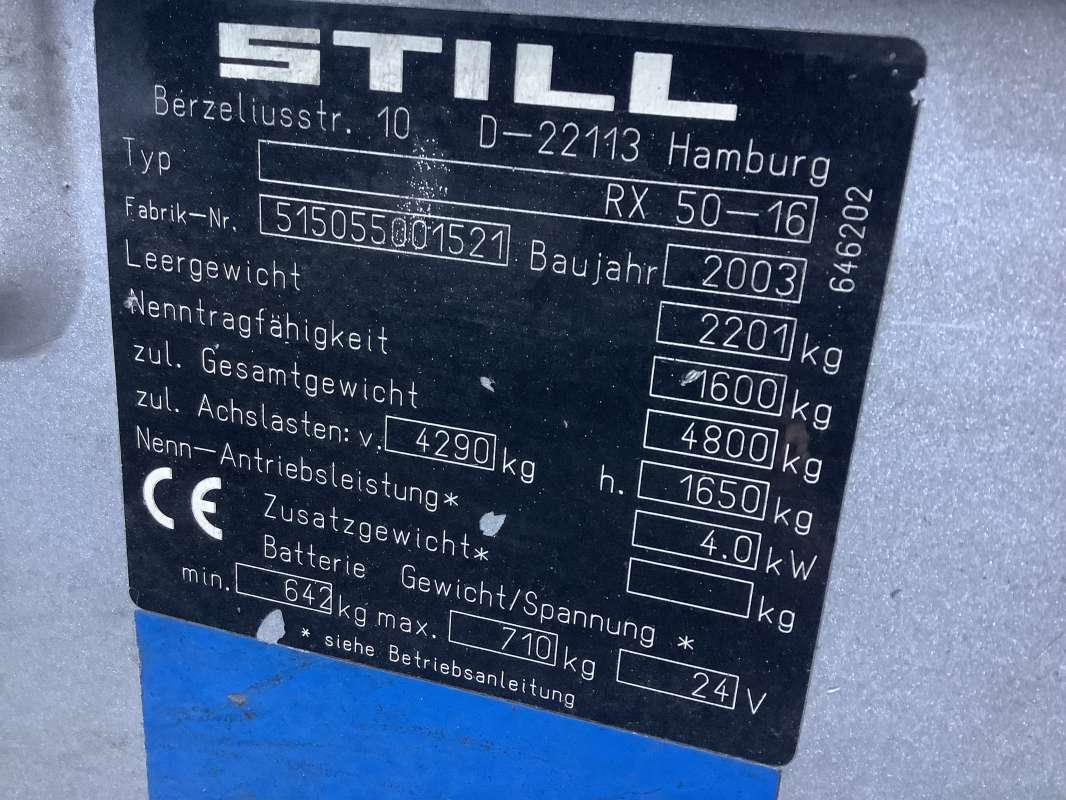 STILL
Berzeliusstr. 10 D-22113 Hamburg
Typ RX 50-16
Fabrik-Nr. 515055001521 Baujahr 2003
646202
Leergewicht 2201 kg
Nenntragfähigkeit 1600 kg
zul. Gesamtgewicht 4800 kg
zul. Achslasten: v. 4290 kg h. 1650 kg
Nenn-Antriebsleistung* 4.0 kW
CE Zusatzgewicht* kg
Batterie Gewicht/Spannung *
min. 642 kg max. 710 kg 24 V
* siehe Betriebsanleitung